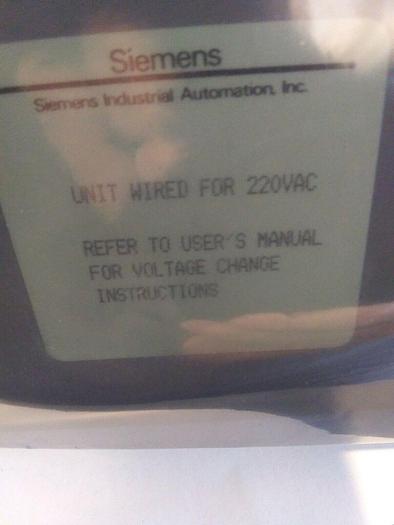 Siemens
Siemens Industrial Automation, Inc.
UNIT WIRED FOR 220VAC
REFER TO USER'S MANUAL
FOR VOLTAGE CHANGE
INSTRUCTIONS